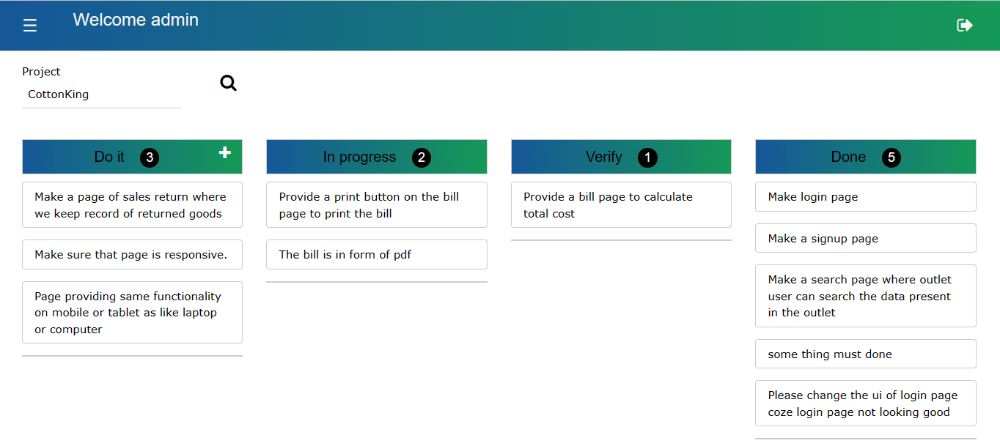 Welcome admin
Project
CottonKing
Do it 3
Make a page of sales return where
we keep record of returned goods
Make sure that page is responsive.
Page providing same functionality
on mobile or tablet as like laptop
or computer
In progress 2
Provide a print button on the bill
page to print the bill
The bill is in form of pdf
Verify 1
Provide a bill page to calculate
total cost
Done 5
Make login page
Make a signup page
Make a search page where outlet
user can search the data present
in the outlet
some thing must done
Please change the ui of login page
coze login page not looking good